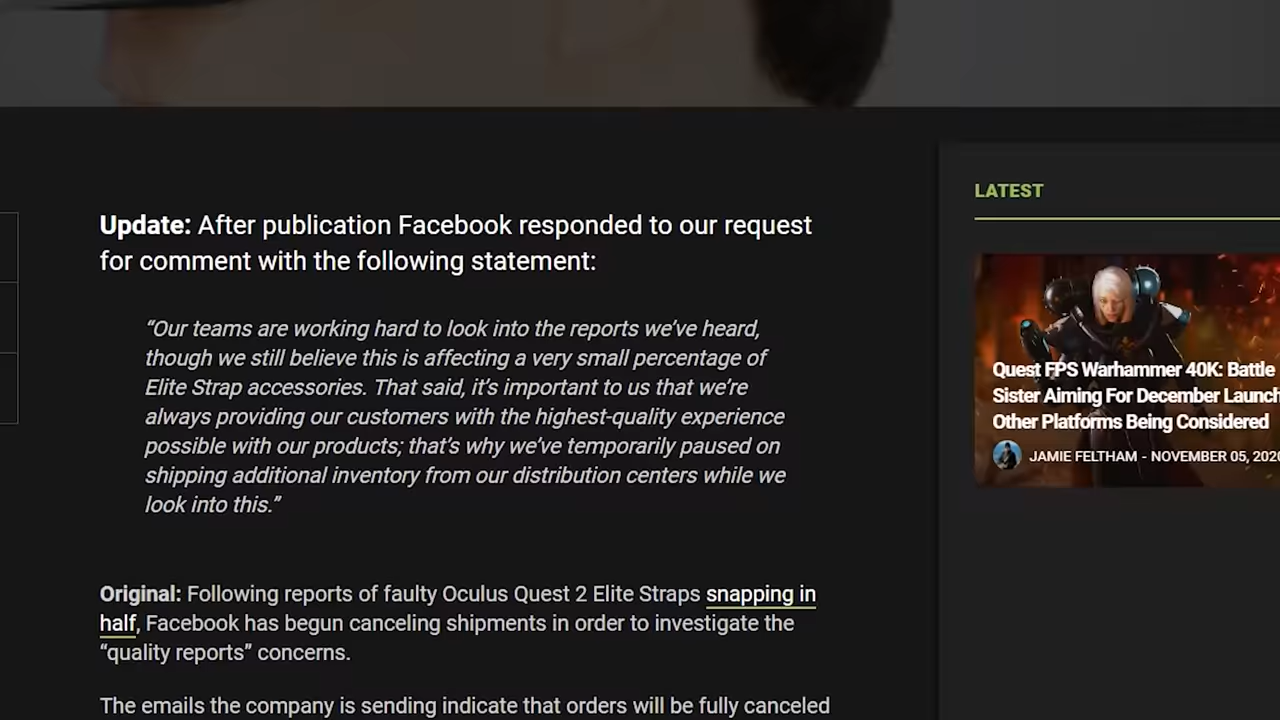 Update: After publication Facebook responded to our request
for comment with the following statement:
“Our teams are working hard to look into the reports we’ve heard,
though we still believe this is affecting a very small percentage of
Elite Strap accessories. That said, it’s important to us that we’re
always providing our customers with the highest-quality experience
possible with our products; that’s why we’ve temporarily paused on
shipping additional inventory from our distribution centers while we
look into this.”
Original: Following reports of faulty Oculus Quest 2 Elite Straps snapping in
half, Facebook has begun canceling shipments in order to investigate the
“quality reports” concerns.
The emails the company is sending indicate that orders will be fully canceled
LATEST
Quest FPS Warhammer 40K: Battle
Sister Aiming For December Launch
Other Platforms Being Considered
JAMIE FELTHAM - NOVEMBER 05, 2020